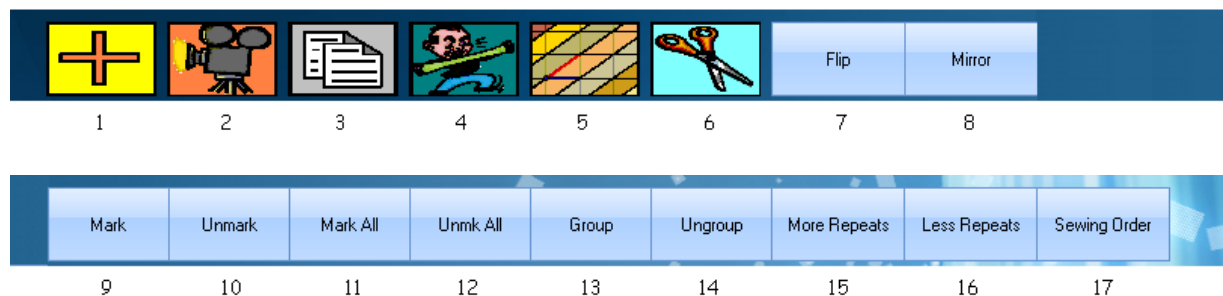 Flip Mirror
1 2 3 4 5 6 7 8
Mark Unmark Mark All Unmk All Group Ungroup More Repeats Less Repeats Sewing Order
9 10 11 12 13 14 15 16 17